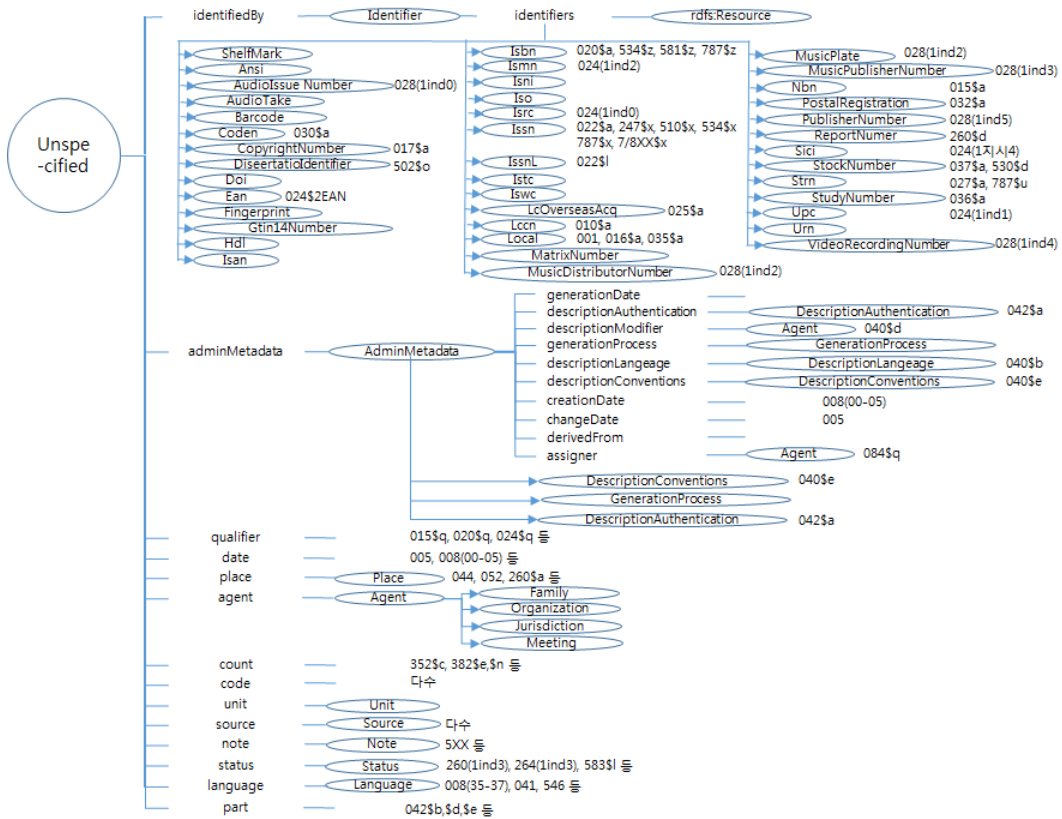 identifiedBy Identifier identifiers rdfs:Resource
Unspe
-cified
ShelfMark
Ansi
AudioIssue Number 028(1ind0)
AudioTake
Barcode
Coden 030$a
CopyrightNumber 017$a
DiseertatioIdentifier 502$o
Doi
Ean 024$2EAN
Fingerprint
Gtin14Number
Hdl
Isan
Isbn 020$a, 534$z, 581$z, 787$z
Ismn 024(1ind2)
Isni
Iso
Isrc 024(1ind0)
Issn 022$a, 247$x, 510$x, 534$x
787$x, 7/8XX$x
IssnL 022$l
Istc
Iswc
LcOverseasAcq 025$a
Lccn 010$a
Local 001, 016$a, 035$a
MatrixNumber
MusicDistributorNumber 028(1ind2)
MusicPlate 028(1ind2)
MusicPublisherNumber 028(1ind3)
Nbn 015$a
PostalRegistration 032$a
PublisherNumber 028(1ind5)
ReportNumer 260$d
Sici 024(1지시4)
StockNumber 037$a, 530$d
Strn 027$a, 787$u
StudyNumber 036$a
Upc 024(1ind1)
Urn
VideoRecordingNumber 028(1ind4)
adminMetadata AdminMetadata
generationDate
descriptionAuthentication DescriptionAuthentication 042$a
descriptionModifier Agent 040$d
generationProcess GenerationProcess
descriptionLangeage DescriptionLangeage 040$b
descriptionConventions DescriptionConventions 040$e
creationDate 008(00-05)
changeDate 005
derivedFrom
assigner Agent 084$q
DescriptionConventions 040$e
GenerationProcess
DescriptionAuthentication 042$a
qualifier 015$q, 020$q, 024$q 등
date 005, 008(00-05) 등
place Place 044, 052, 260$a 등
agent Agent
Family
Organization
Jurisdiction
Meeting
count 352$c, 382$e,$n 등
code 다수
unit Unit
source Source 다수
note Note 5XX 등
status Status 260(1ind3), 264(1ind3), 583$l 등
language Language 008(35-37), 041, 546 등
part 042$b,$d,$e 등